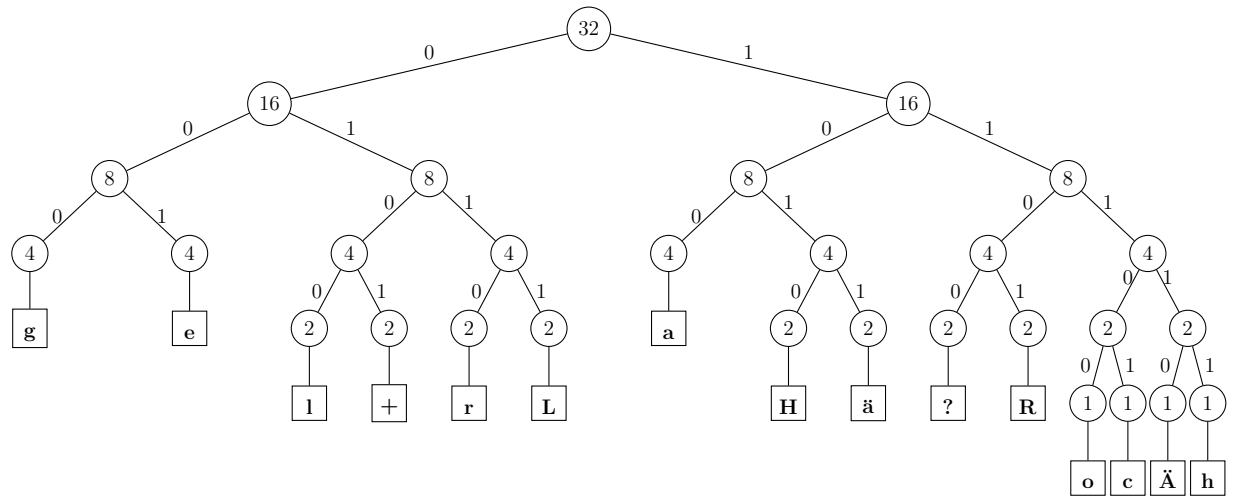 32
0 1
16 16
0 1 0 1
8 8 8 8
0 1 0 1 0 1 0 1
4 4 4 4 4 4 4 4
0 1 0 1 0 1 0 1 0 1
g e 2 2 2 2 a 2 2 2 2 2 2
0 1 0 1
l + r L H ä ? R 1 1 1 1
o c Ä h